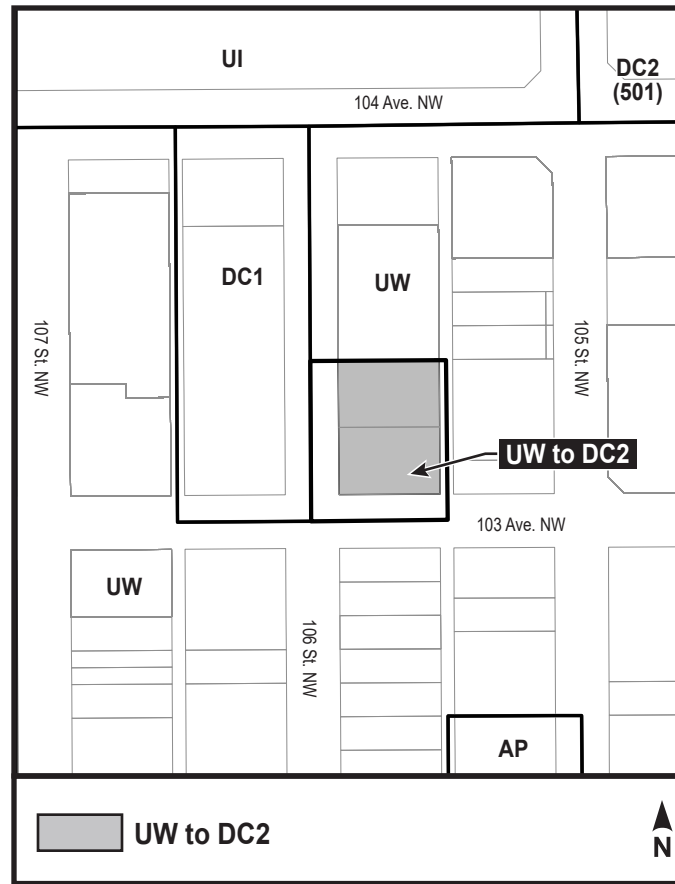 UI
DC2
(501)
104 Ave. NW
DC1
UW
107 St. NW
105 St. NW
UW to DC2
103 Ave. NW
UW
106 St. NW
AP
UW to DC2
N